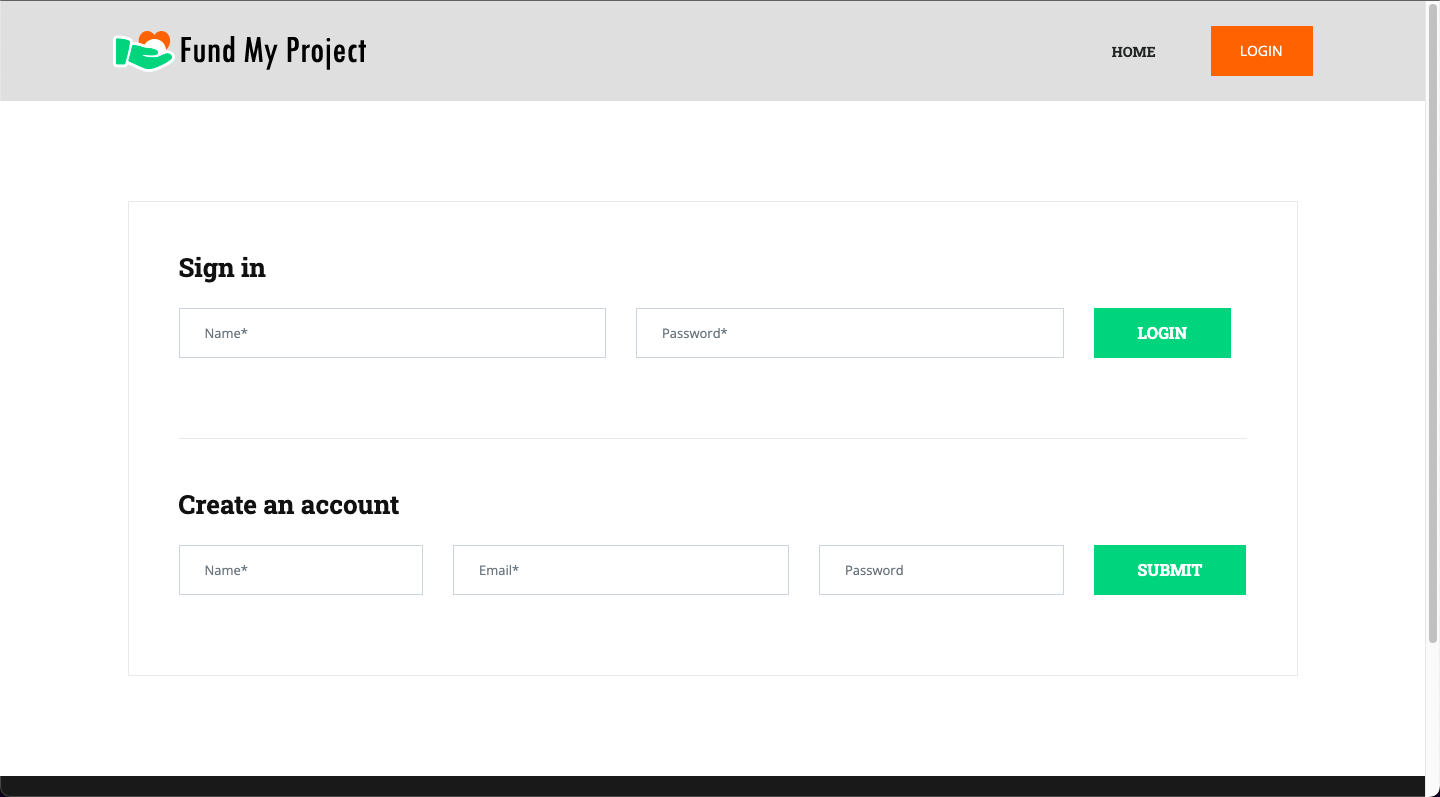 Fund My Project
HOME
LOGIN
Sign in
Name*
Password*
LOGIN
Create an account
Name*
Email*
Password
SUBMIT